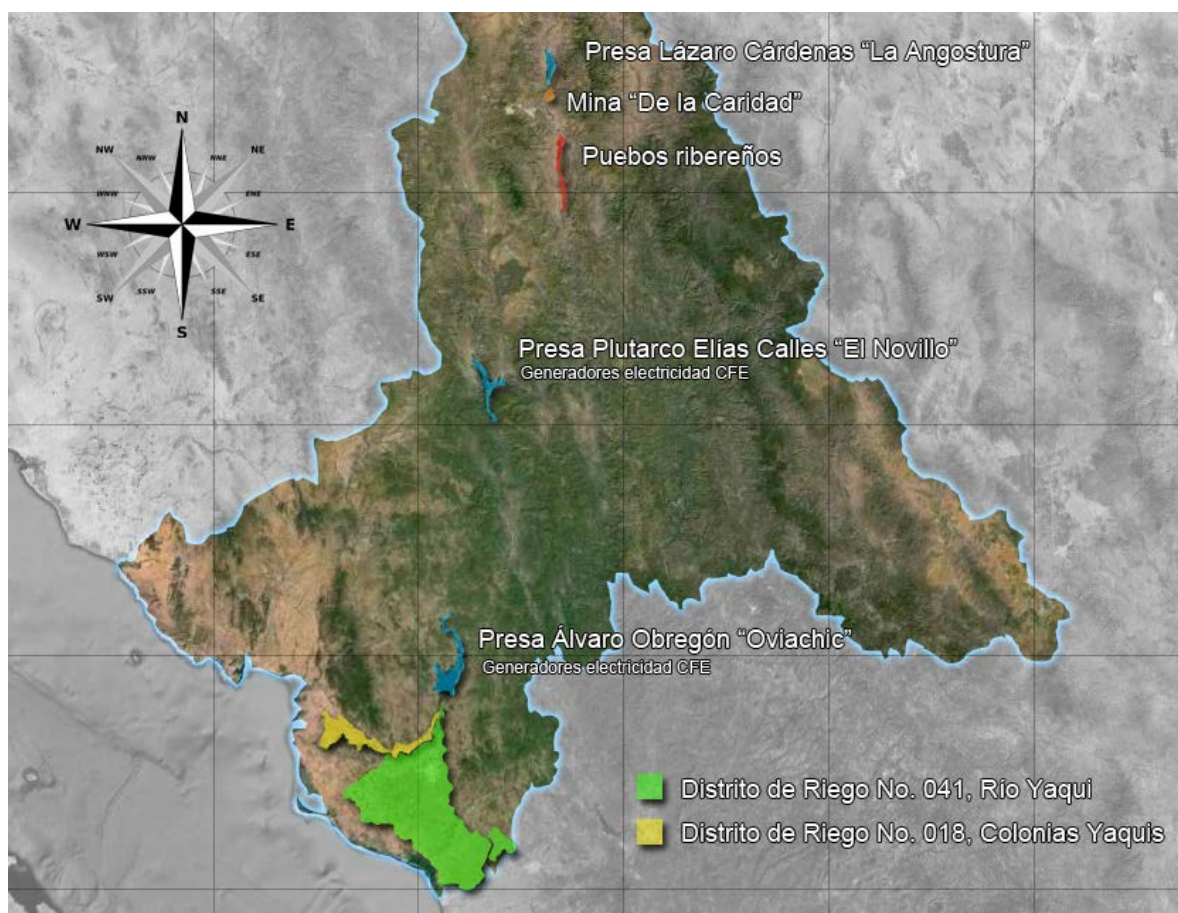 Presa Lázaro Cárdenas “La Angostura”
Mina “De la Caridad”
Puebos ribereños
N
NW
NNW
NNE
NE
WNW
ENE
W
E
WSW
ESE
SW
SSW
SSE
SE
S
Presa Plutarco Elías Calles “El Novillo”
Generadores electricidad CFE
Presa Álvaro Obregón “Oviachic”
Generadores electricidad CFE
Distrito de Riego No. 041, Río Yaqui
Distrito de Riego No. 018, Colonias Yaquis